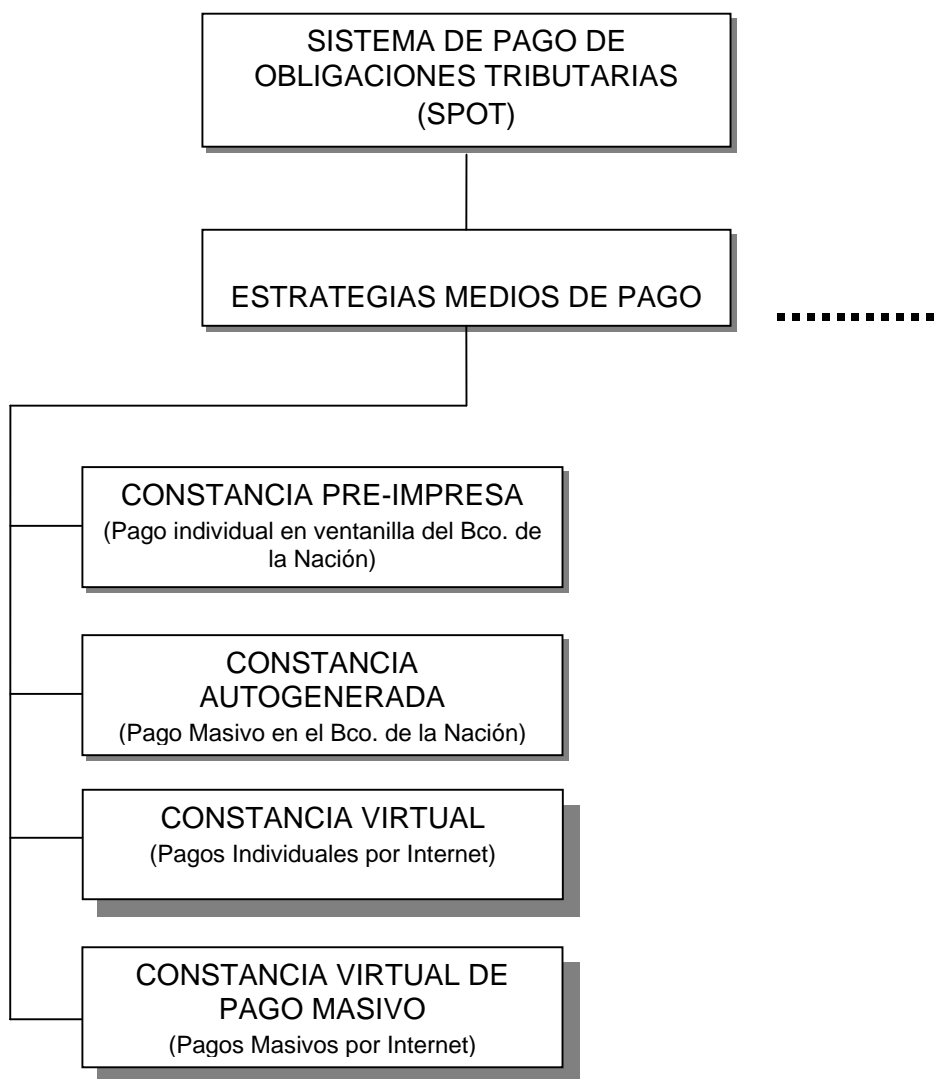 SISTEMA DE PAGO DE
OBLIGACIONES TRIBUTARIAS
(SPOT)
ESTRATEGIAS MEDIOS DE PAGO
CONSTANCIA PRE-IMPRESA
(Pago individual en ventanilla del Bco. de
la Nación)
CONSTANCIA
AUTOGENERADA
(Pago Masivo en el Bco. de la Nación)
CONSTANCIA VIRTUAL
(Pagos Individuales por Internet)
CONSTANCIA VIRTUAL DE
PAGO MASIVO
(Pagos Masivos por Internet)